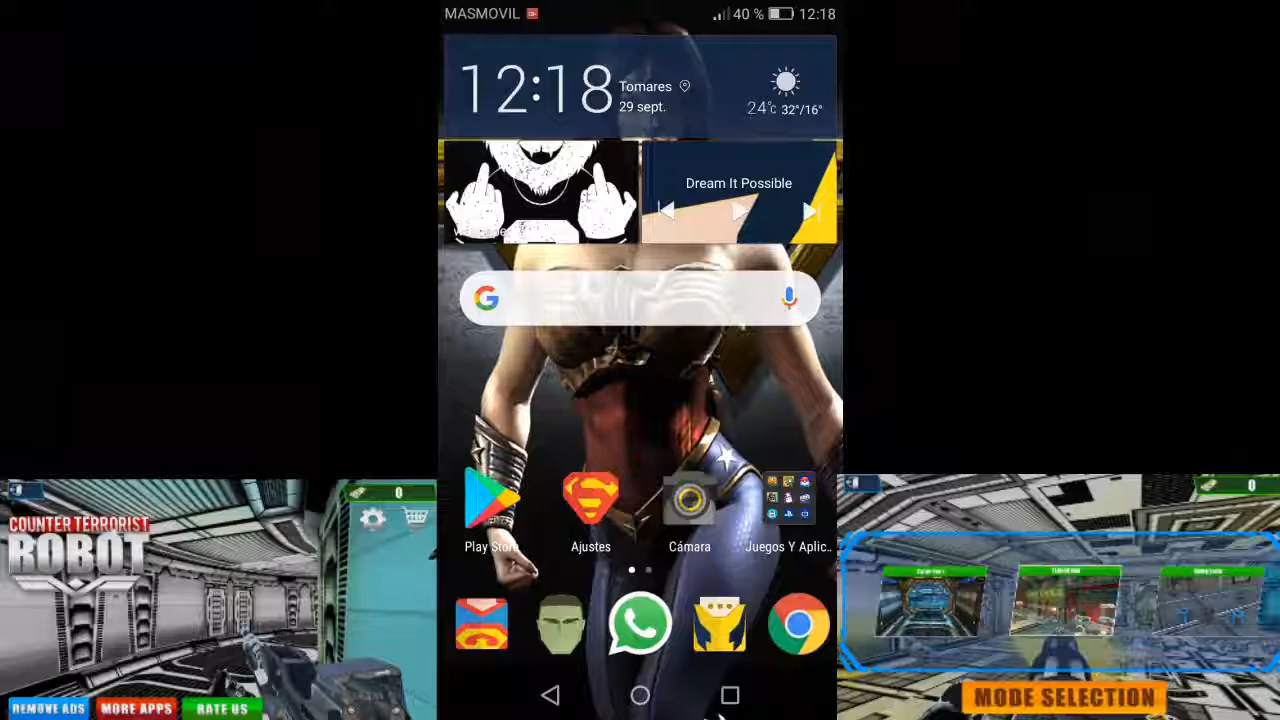 MASMOVIL
40 %
12:18
12:18
Tomares
29 sept.
24°C
32°/16°
Dream It Possible
Play Store
Ajustes
Cámara
Juegos Y Aplic..
0
COUNTER TERRORIST
ROBOT
REMOVE ADS
MORE APPS
RATE US
0
MODE SELECTION